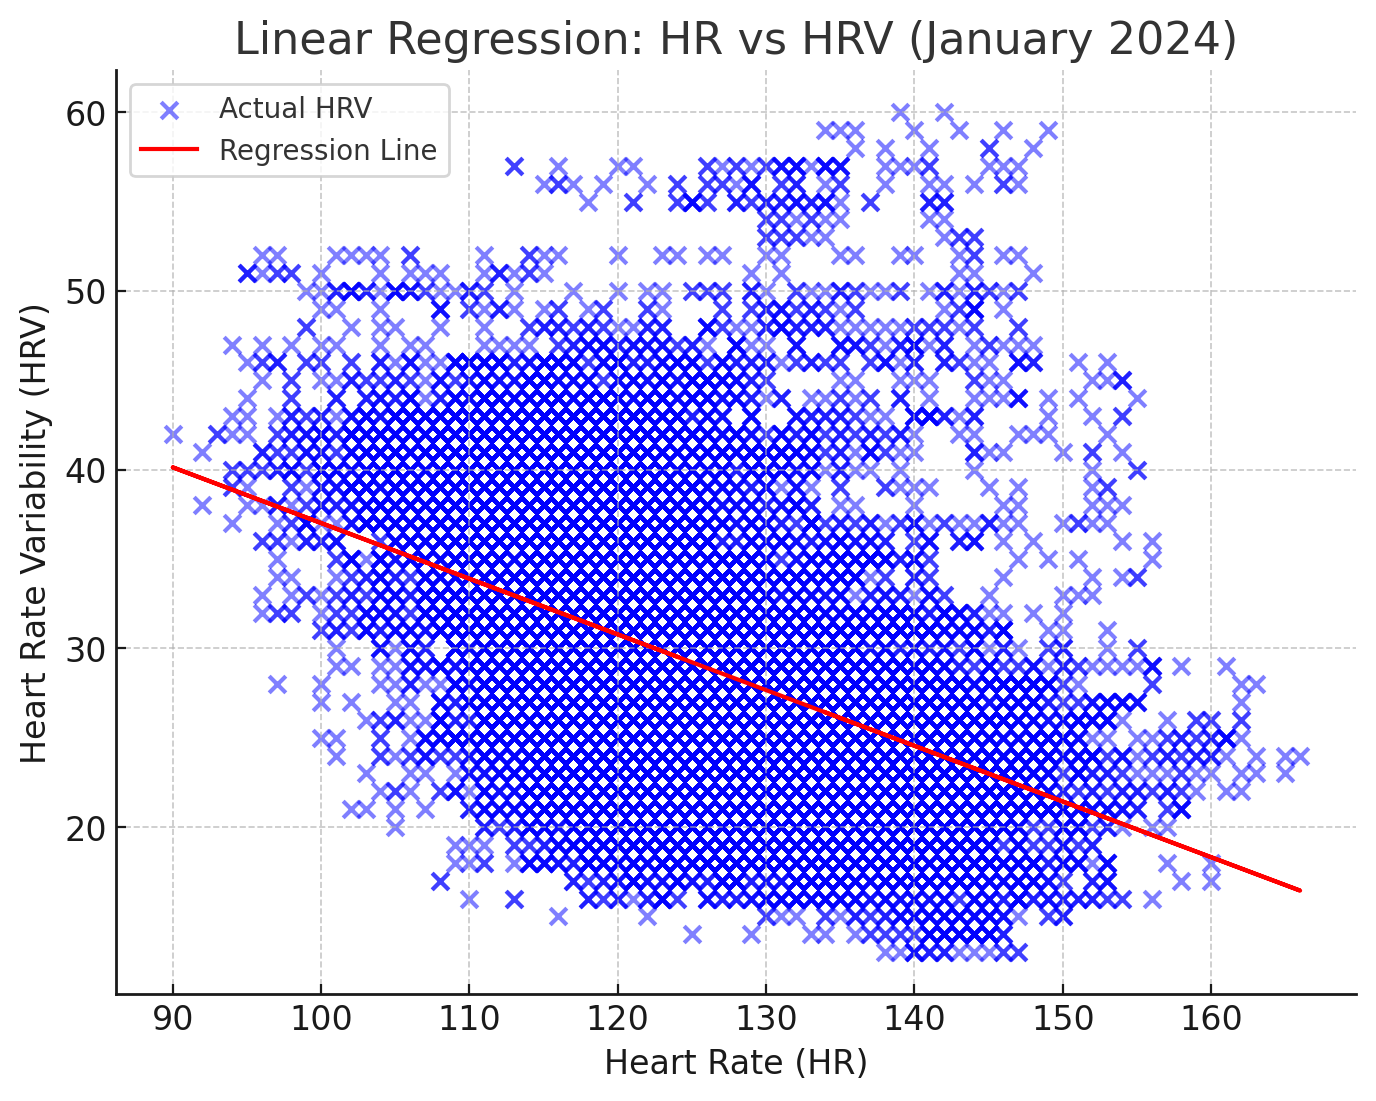 Linear Regression: HR vs HRV (January 2024)
Actual HRV
Regression Line
60
50
40
30
20
Heart Rate Variability (HRV)
90 100 110 120 130 140 150 160
Heart Rate (HR)